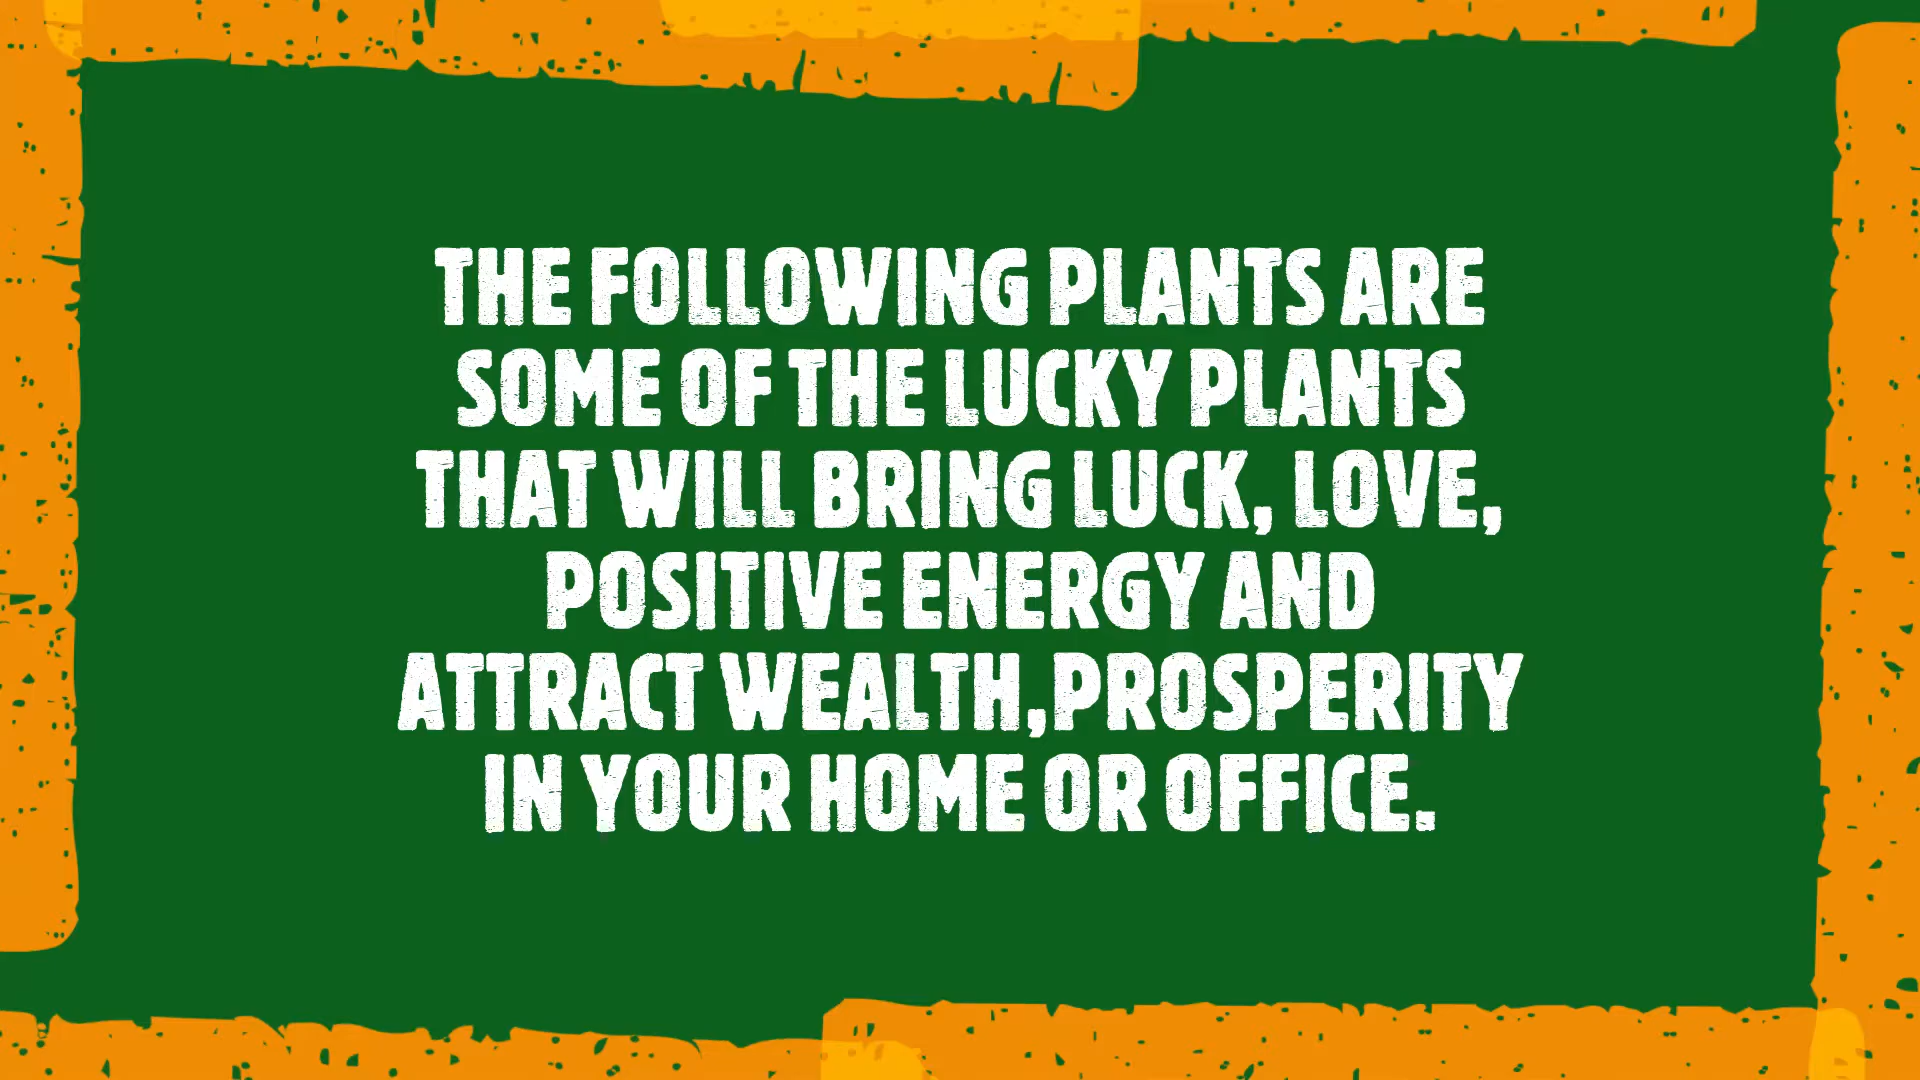 THE FOLLOWING PLANTS ARE
SOME OF THE LUCKY PLANTS
THAT WILL BRING LUCK, LOVE,
POSITIVE ENERGY AND
ATTRACT WEALTH,PROSPERITY
IN YOUR HOME OR OFFICE.